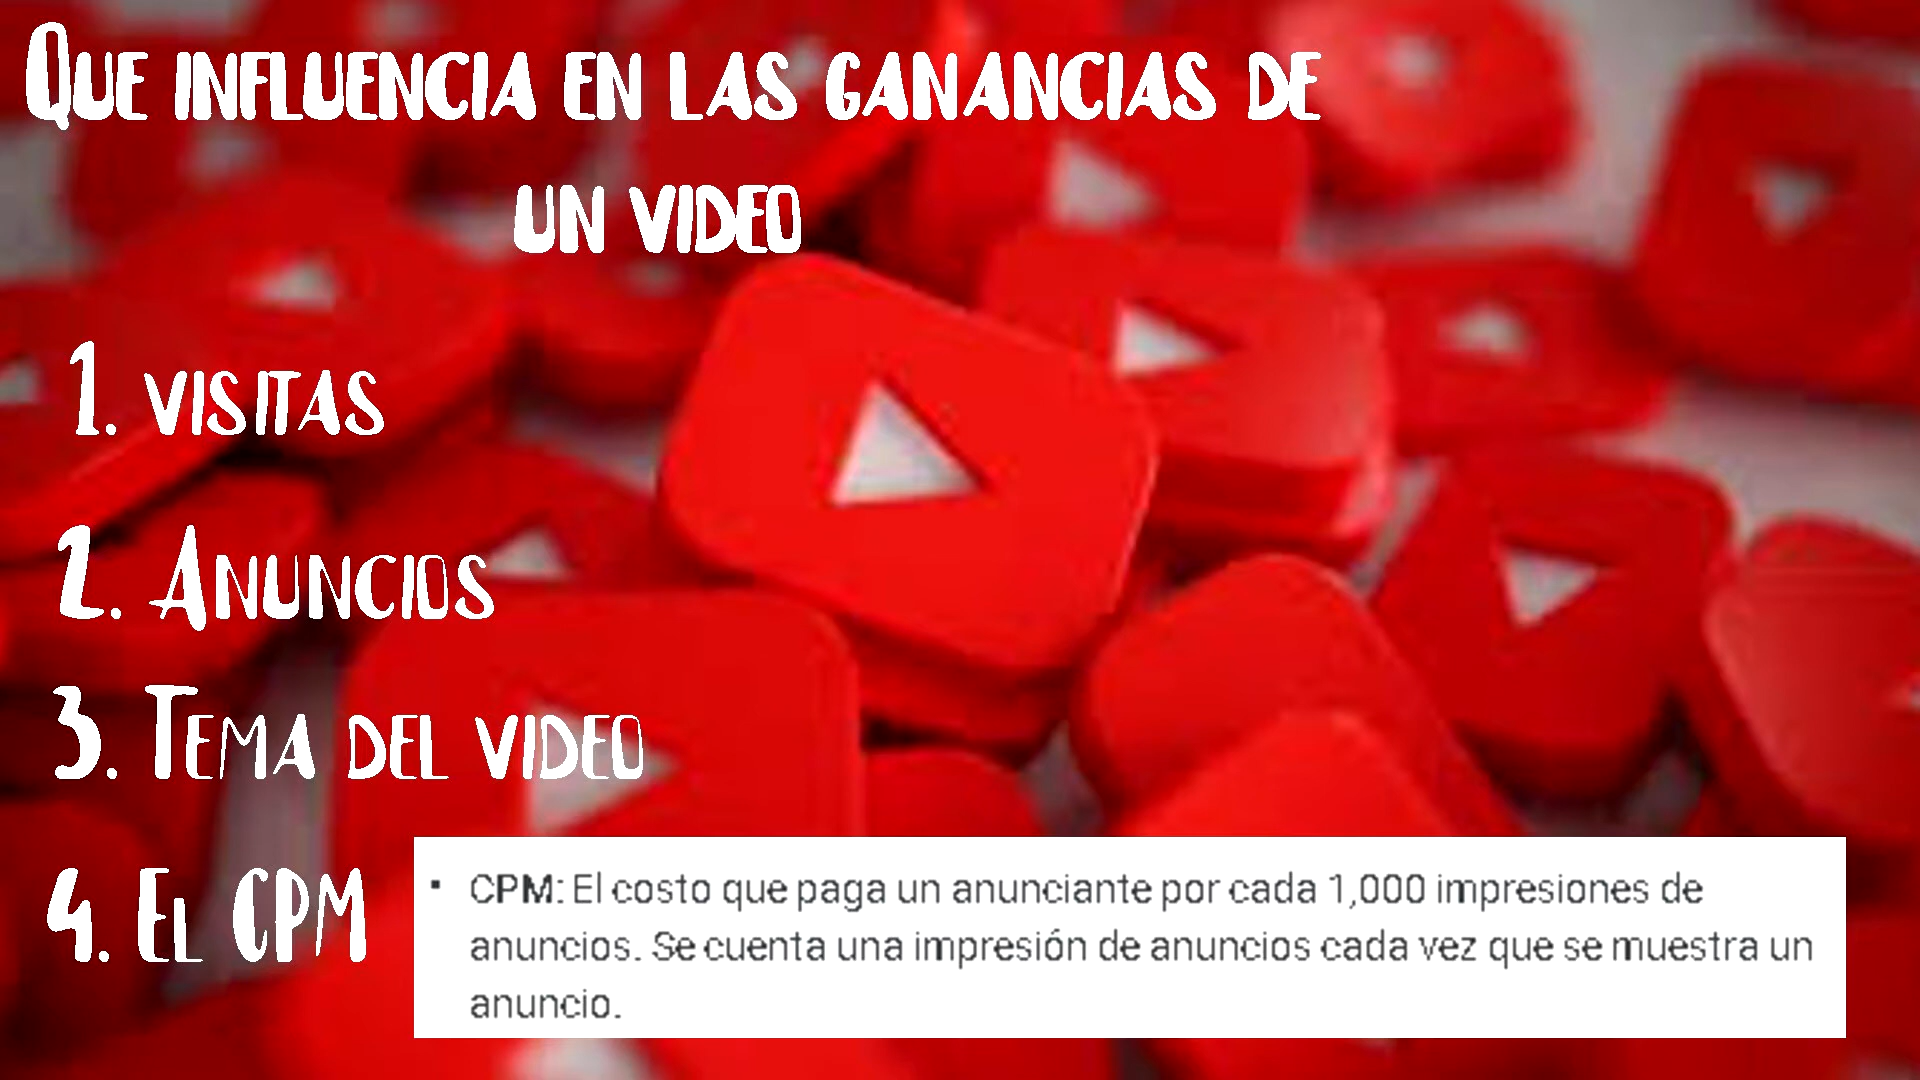 QUE INFLUENCIA EN LAS GANANCIAS DE
UN VIDEO
1. VISITAS
2. ANUNCIOS
3. TEMA DEL VIDEO
4. EL CPM
▪ CPM: El costo que paga un anunciante por cada 1,000 impresiones de
anuncios. Se cuenta una impresión de anuncios cada vez que se muestra un
anuncio.